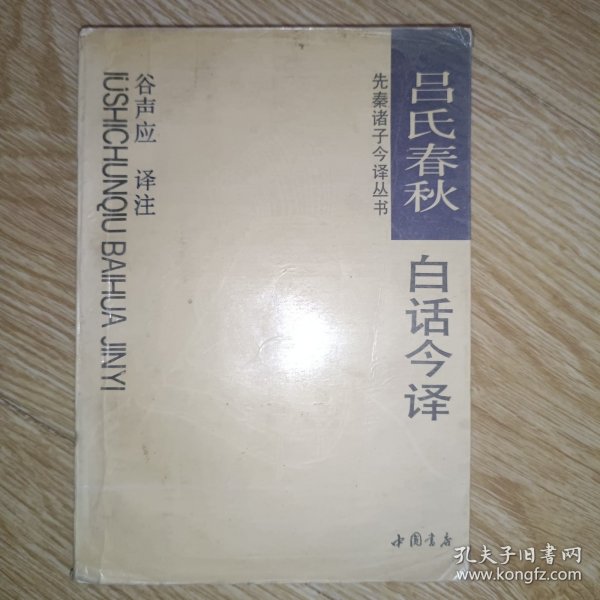 吕氏春秋
白话今译
先秦诸子今译丛书
谷声应 译注
lÜSHICHUNQIU BAIHUA JINYI
中国书店
孔夫子旧书网
www.kongfz.com